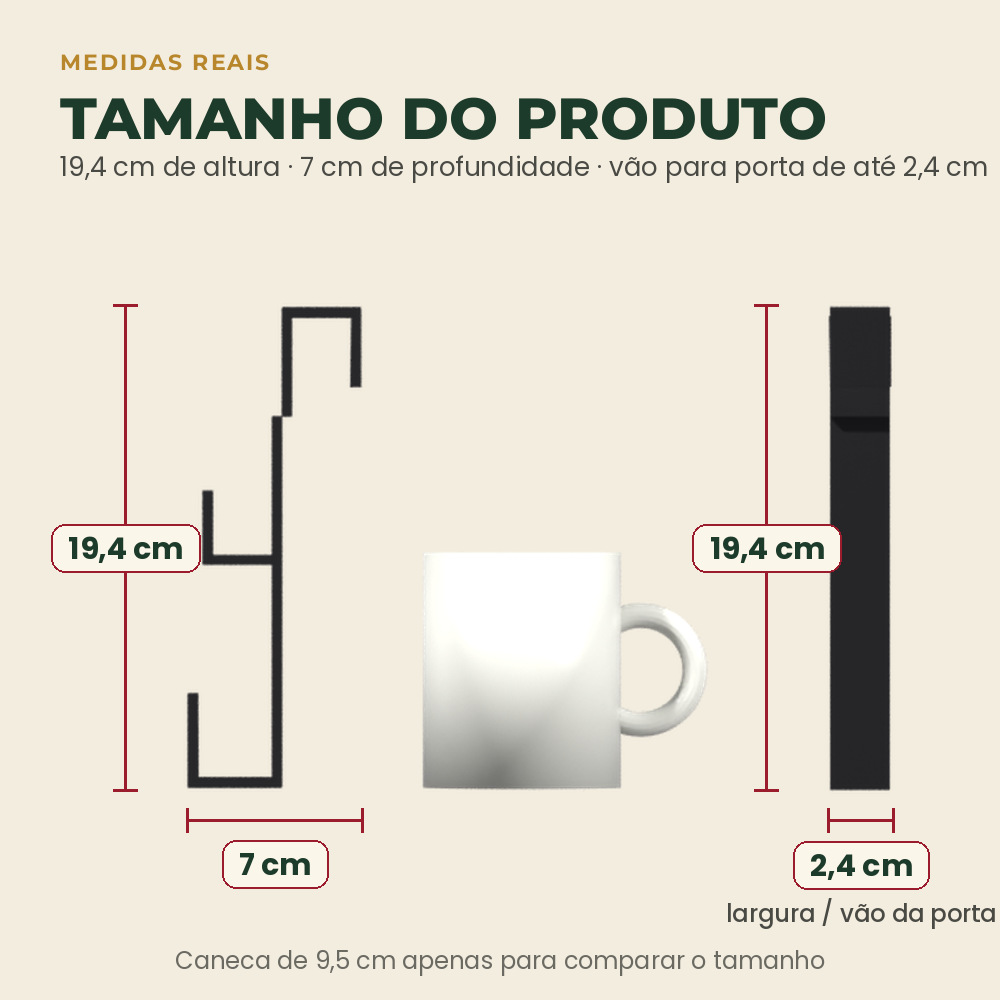 MEDIDAS REAIS
TAMANHO DO PRODUTO
19,4 cm de altura · 7 cm de profundidade · vão para porta de até 2,4 cm
19,4 cm
19,4 cm
7 cm
2,4 cm
largura / vão da porta
Caneca de 9,5 cm apenas para comparar o tamanho